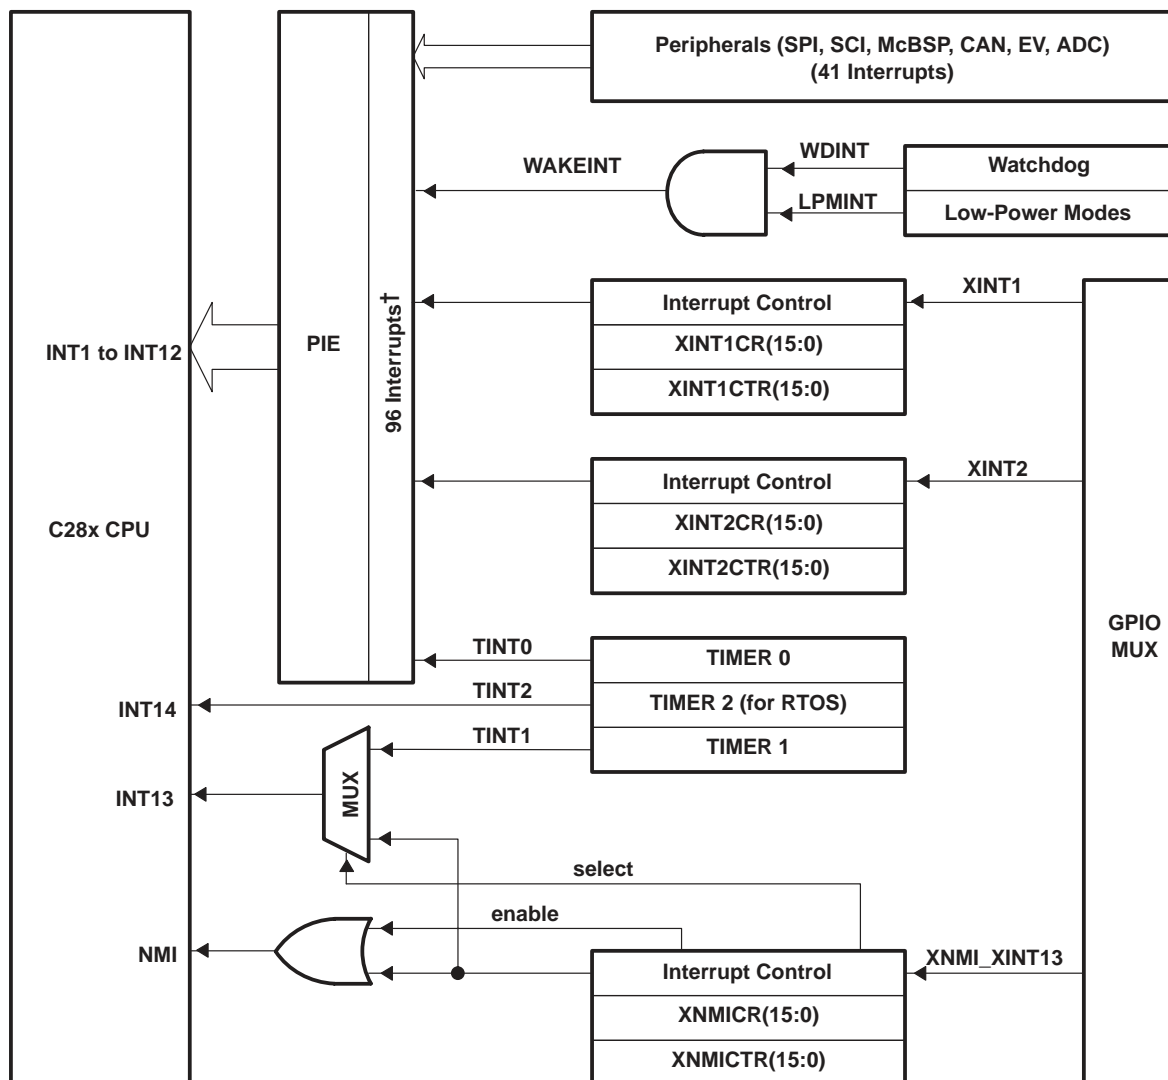 Peripherals (SPI, SCI, McBSP, CAN, EV, ADC)
(41 Interrupts)
WAKEINT
WDINT
LPMINT
Watchdog
Low-Power Modes
INT1 to INT12
PIE
96 Interrupts†
Interrupt Control
XINT1CR(15:0)
XINT1CTR(15:0)
XINT1
Interrupt Control
XINT2CR(15:0)
XINT2CTR(15:0)
XINT2
C28x CPU
GPIO
MUX
TINT0
TIMER 0
INT14
TINT2
TIMER 2 (for RTOS)
TINT1
TIMER 1
INT13
MUX
select
enable
NMI
Interrupt Control
XNMICR(15:0)
XNMICTR(15:0)
XNMI_XINT13